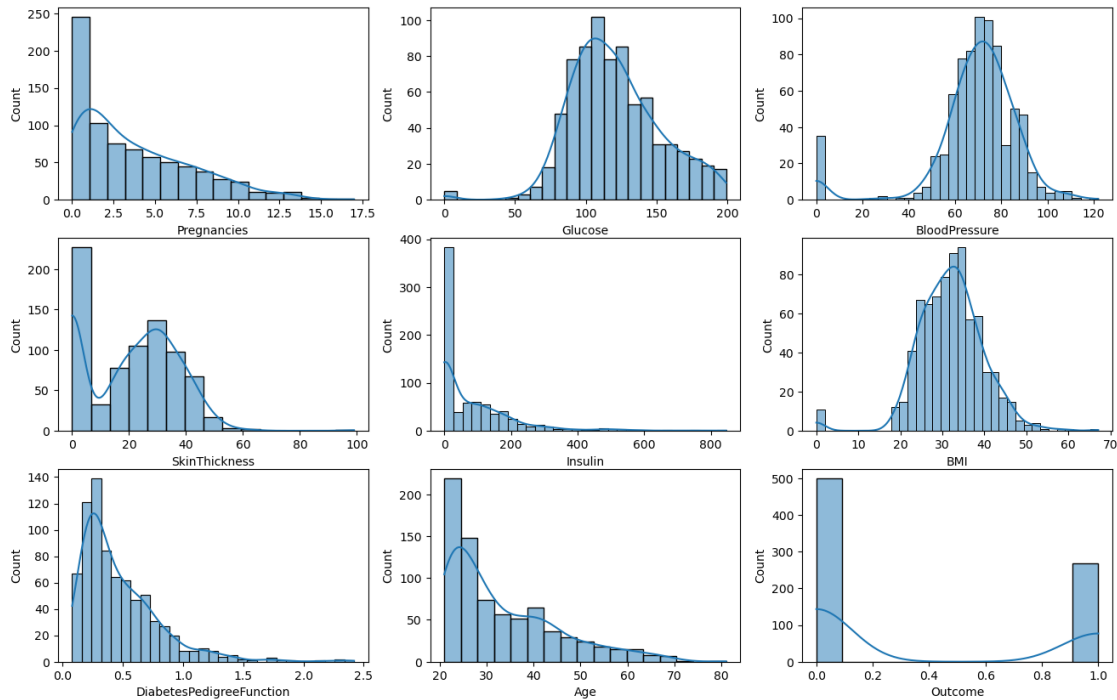 250
200
150
100
50
0
Count
0.0 2.5 5.0 7.5 10.0 12.5 15.0 17.5
Pregnancies
100
80
60
40
20
0
Count
0 50 100 150 200
Glucose
100
80
60
40
20
0
Count
0 20 40 60 80 100 120
BloodPressure
200
150
100
50
0
Count
0 20 40 60 80 100
SkinThickness
400
300
200
100
0
Count
0 200 400 600 800
Insulin
80
60
40
20
0
Count
0 10 20 30 40 50 60 70
BMI
140
120
100
80
60
40
20
0
Count
0.0 0.5 1.0 1.5 2.0 2.5
DiabetesPedigreeFunction
200
150
100
50
0
Count
20 30 40 50 60 70 80
Age
500
400
300
200
100
0
Count
0.0 0.2 0.4 0.6 0.8 1.0
Outcome